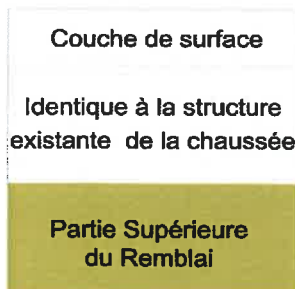 Couche de surface
Identique à la structure
existante de la chaussée
Partie Supérieure
du Remblai